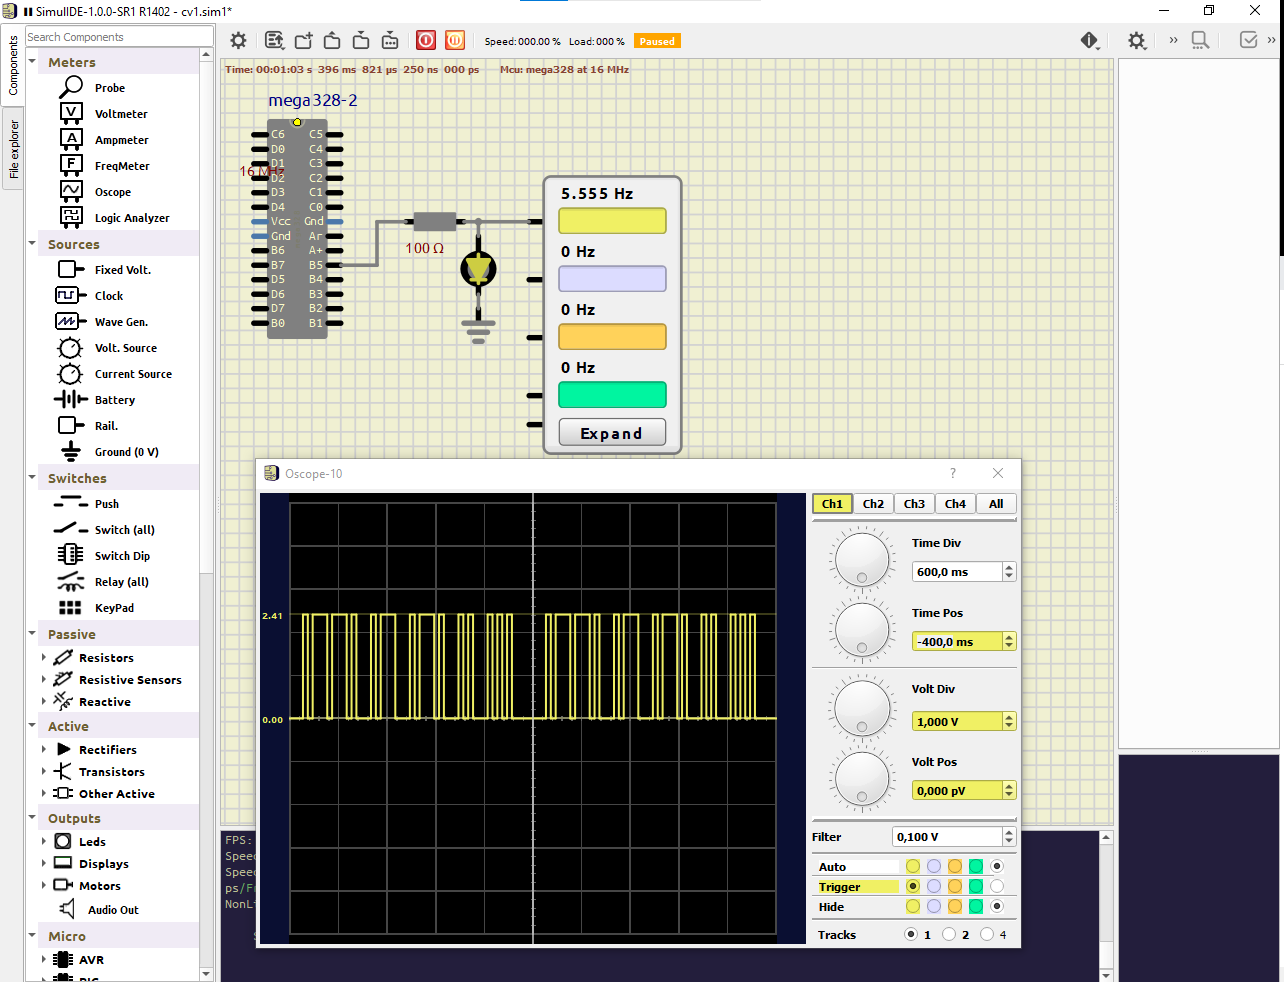 SimulIDE-1.0.0-SR1 R1402 - cv1.sim1*
Components
File explorer
Search Components
Speed:000.00 % Load:000 % Paused
Time: 00:01:03 s 396 ms 821 µs 250 ns 000 ps Mcu: mega328 at 16 MHz
Meters
Probe
Voltmeter
Ampmeter
FreqMeter
Oscope
Logic Analyzer
Sources
Fixed Volt.
Clock
Wave Gen.
Volt. Source
Current Source
Battery
Rail.
Ground (0 V)
Switches
Push
Switch (all)
Switch Dip
Relay (all)
KeyPad
Passive
Resistors
Resistive Sensors
Reactive
Active
Rectifiers
Transistors
Other Active
Outputs
Leds
Displays
Motors
Audio Out
Micro
AVR
mega328-2
C6 C5
D0 C4
D1 C3
16 MHz
D2 C2
D3 C1
D4 C0
Vcc Gnd
Gnd Ar
B6 A+
B7 B5
D5 B4
D6 B3
D7 B2
B0 B1
100 Ω
5.555 Hz
0 Hz
0 Hz
0 Hz
Expand
Oscope-10
?
2.41
0.00
Ch1 Ch2 Ch3 Ch4 All
Time Div
600,0 ms
Time Pos
-400,0 ms
Volt Div
1,000 V
Volt Pos
0,000 pV
Filter 0,100 V
Auto
Trigger
Hide
Tracks 1 2 4
FPS: